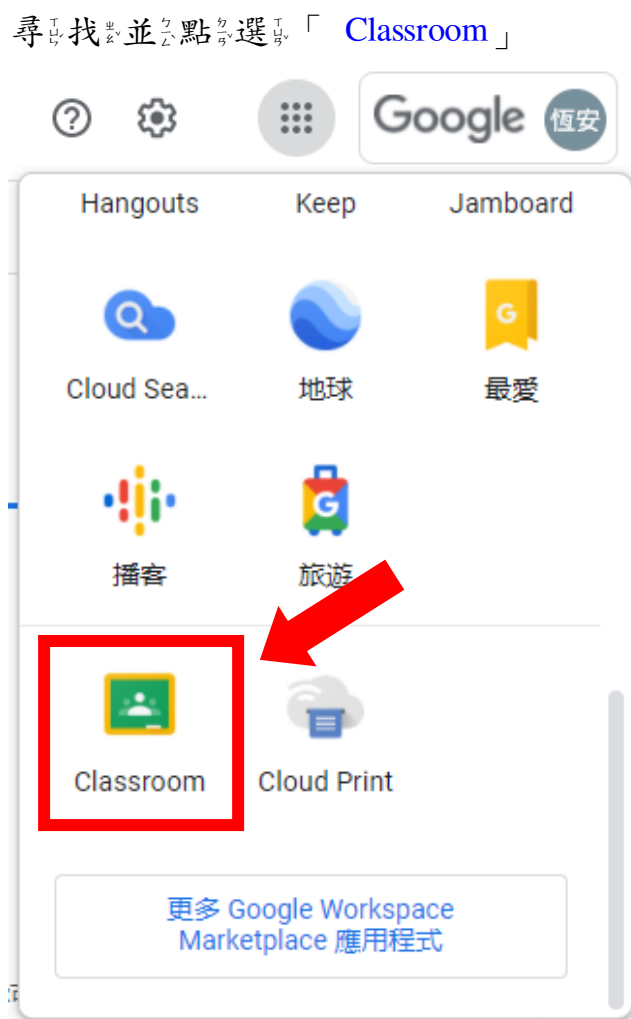 尋找並點選「 Classroom 」
Google 恆安
Hangouts Keep Jamboard
Cloud Sea... 地球 最愛
播客 旅遊
Classroom Cloud Print
更多 Google Workspace
Marketplace 應用程式